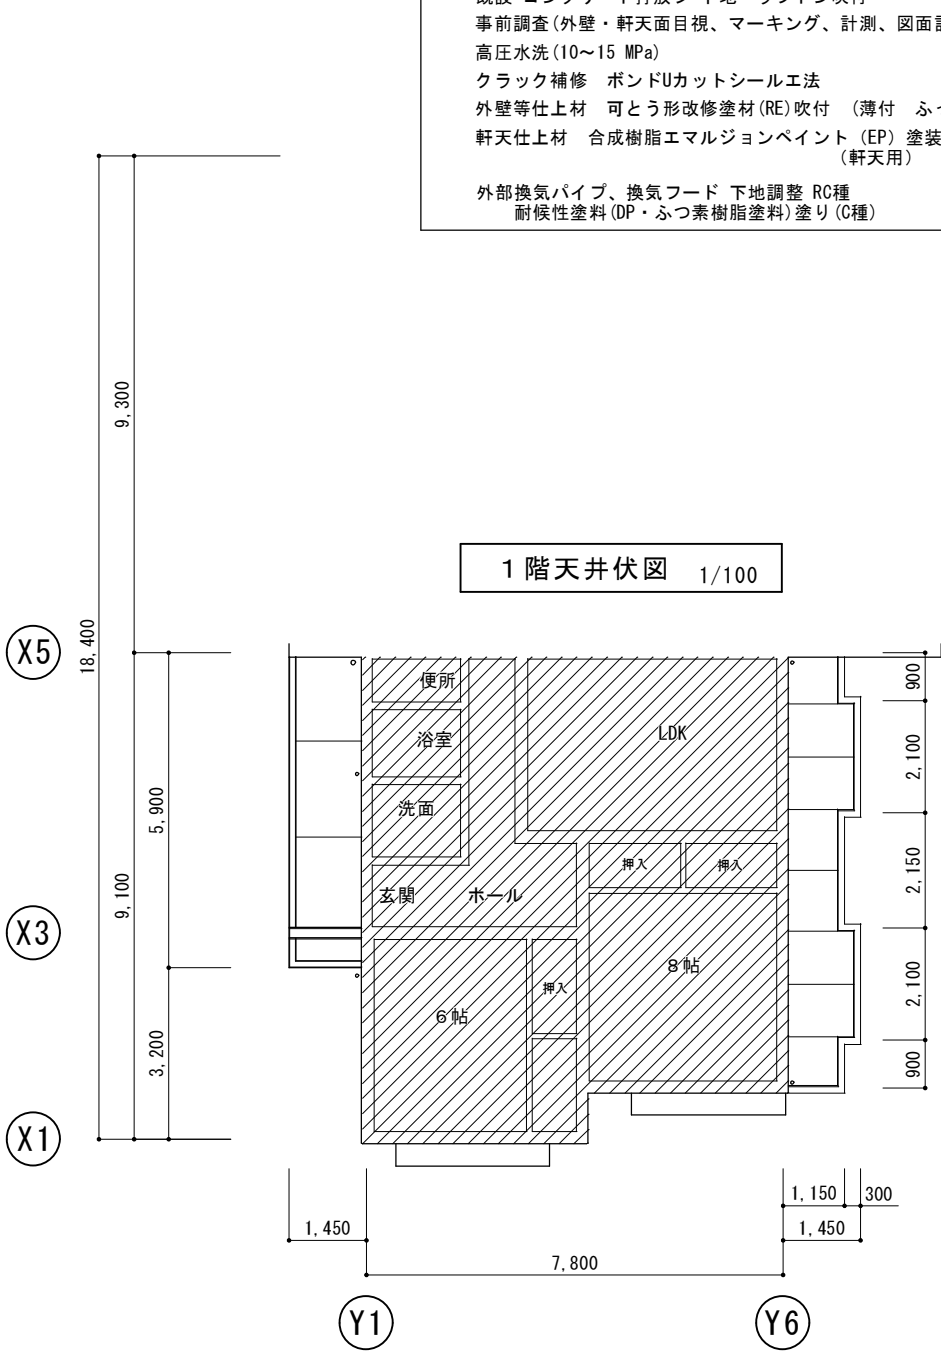 事前調査(外壁・軒天面目視、マーキング、計測、図面
高圧水洗(10～15 MPa)
クラック補修 ボンドUカットシール工法
外壁等仕上材 可とう形改修塗材(RE)吹付 (薄付
軒天仕上材 合成樹脂エマルジョンペイント (EP) 塗装
(軒天用)
外部換気パイプ、換気フード 下地調整 RC種
耐候性塗料(DP・ふつ素樹脂塗料)塗り(C種)
9,300
18,400
1階天井伏図 1/100
X5
便所
浴室
洗面
LDK
900
2,100
5,900
9,100
押入
押入
2,150
玄関
ホール
X3
8帖
押入
6帖
2,100
3,200
900
X1
1,150
300
1,450
1,450
7,800
Y1
Y6